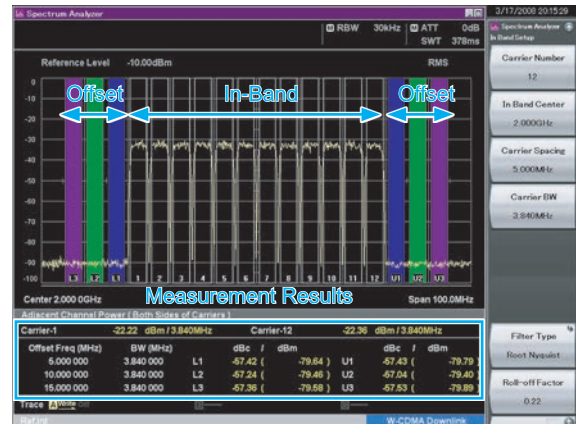 Spectrum Analyzer
3/17/2008 20:15:29
RBW 30kHz ATT 0dB
SWT 378ms
Spectrum Analyzer
In Band Setup
Reference Level -10.00dBm RMS
Carrier Number
12
0
-10
-20
-30
-40
-50
-60
-70
-80
-90
-100
Offset In-Band Offset
In Band Center
2.000GHz
Carrier Spacing
5.000MHz
Carrier BW
3.840MHz
L3 L2 L1 1 2 3 4 5 6 7 8 9 10 11 12 U1 U2 U3
Center 2.000 0GHz Measurement Results Span 100.0MHz
Adjacent Channel Power ( Both Sides of Carriers )
Carrier-1 -22.22 dBm / 3.840MHz Carrier-12 -22.36 dBm / 3.840MHz
Offset Freq (MHz) BW (MHz) dBc / dBm dBc / dBm
5.000 000 3.840 000 L1 -57.42 ( -79.64 ) U1 -57.43 ( -79.79 )
10.000 000 3.840 000 L2 -57.24 ( -79.46 ) U2 -57.04 ( -79.40 )
15.000 000 3.840 000 L3 -57.36 ( -79.58 ) U3 -57.53 ( -79.89 )
Filter Type
Root Nyquist
Roll-off Factor
0.22
Trace A Write
Ref.Int W-CDMA Downlink